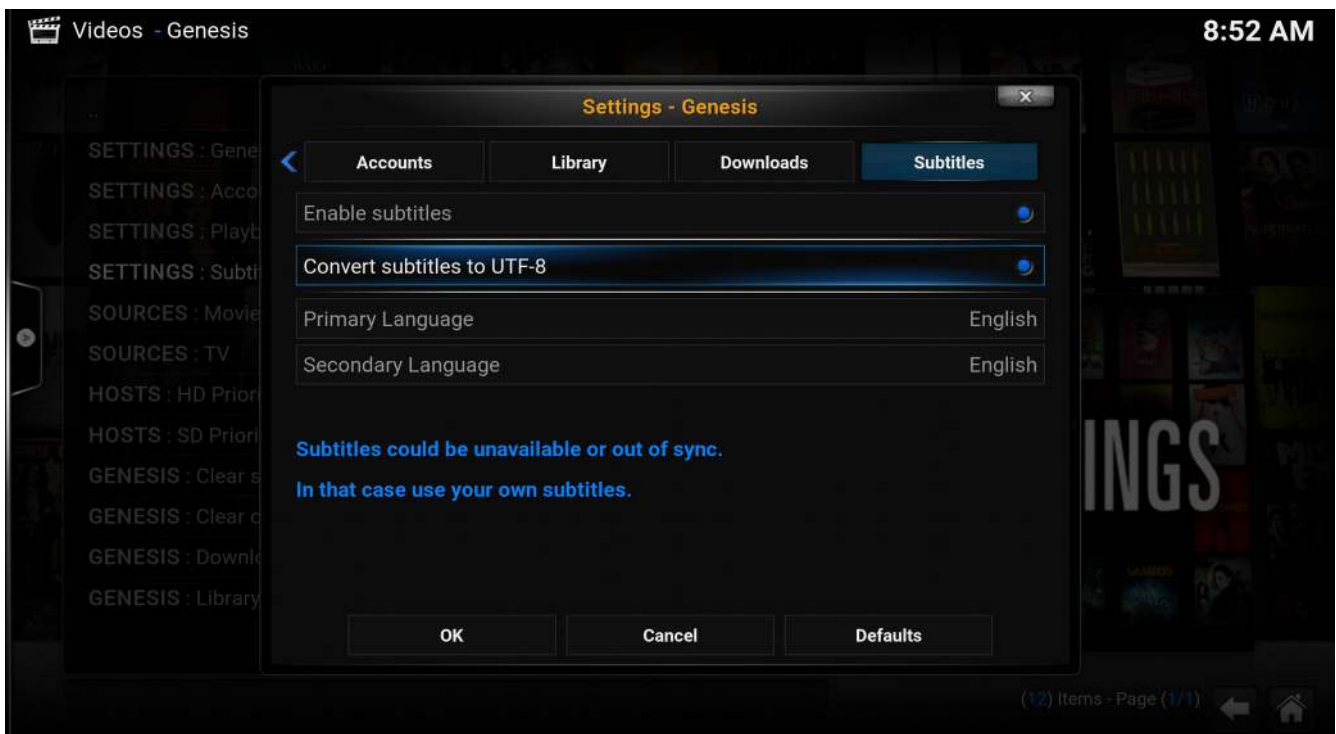 Videos - Genesis
8:52 AM
Settings - Genesis
Accounts
Library
Downloads
Subtitles
Enable subtitles
Convert subtitles to UTF-8
Primary Language English
Secondary Language English
Subtitles could be unavailable or out of sync.
In that case use your own subtitles.
OK
Cancel
Defaults
..
SETTINGS : Gene
SETTINGS : Acco
SETTINGS : Playb
SETTINGS : Subti
SOURCES : Movie
SOURCES : TV
HOSTS : HD Priori
HOSTS : SD Priori
GENESIS : Clear s
GENESIS : Clear c
GENESIS : Downlo
GENESIS : Library
INGS
(12) Items - Page (1/1)